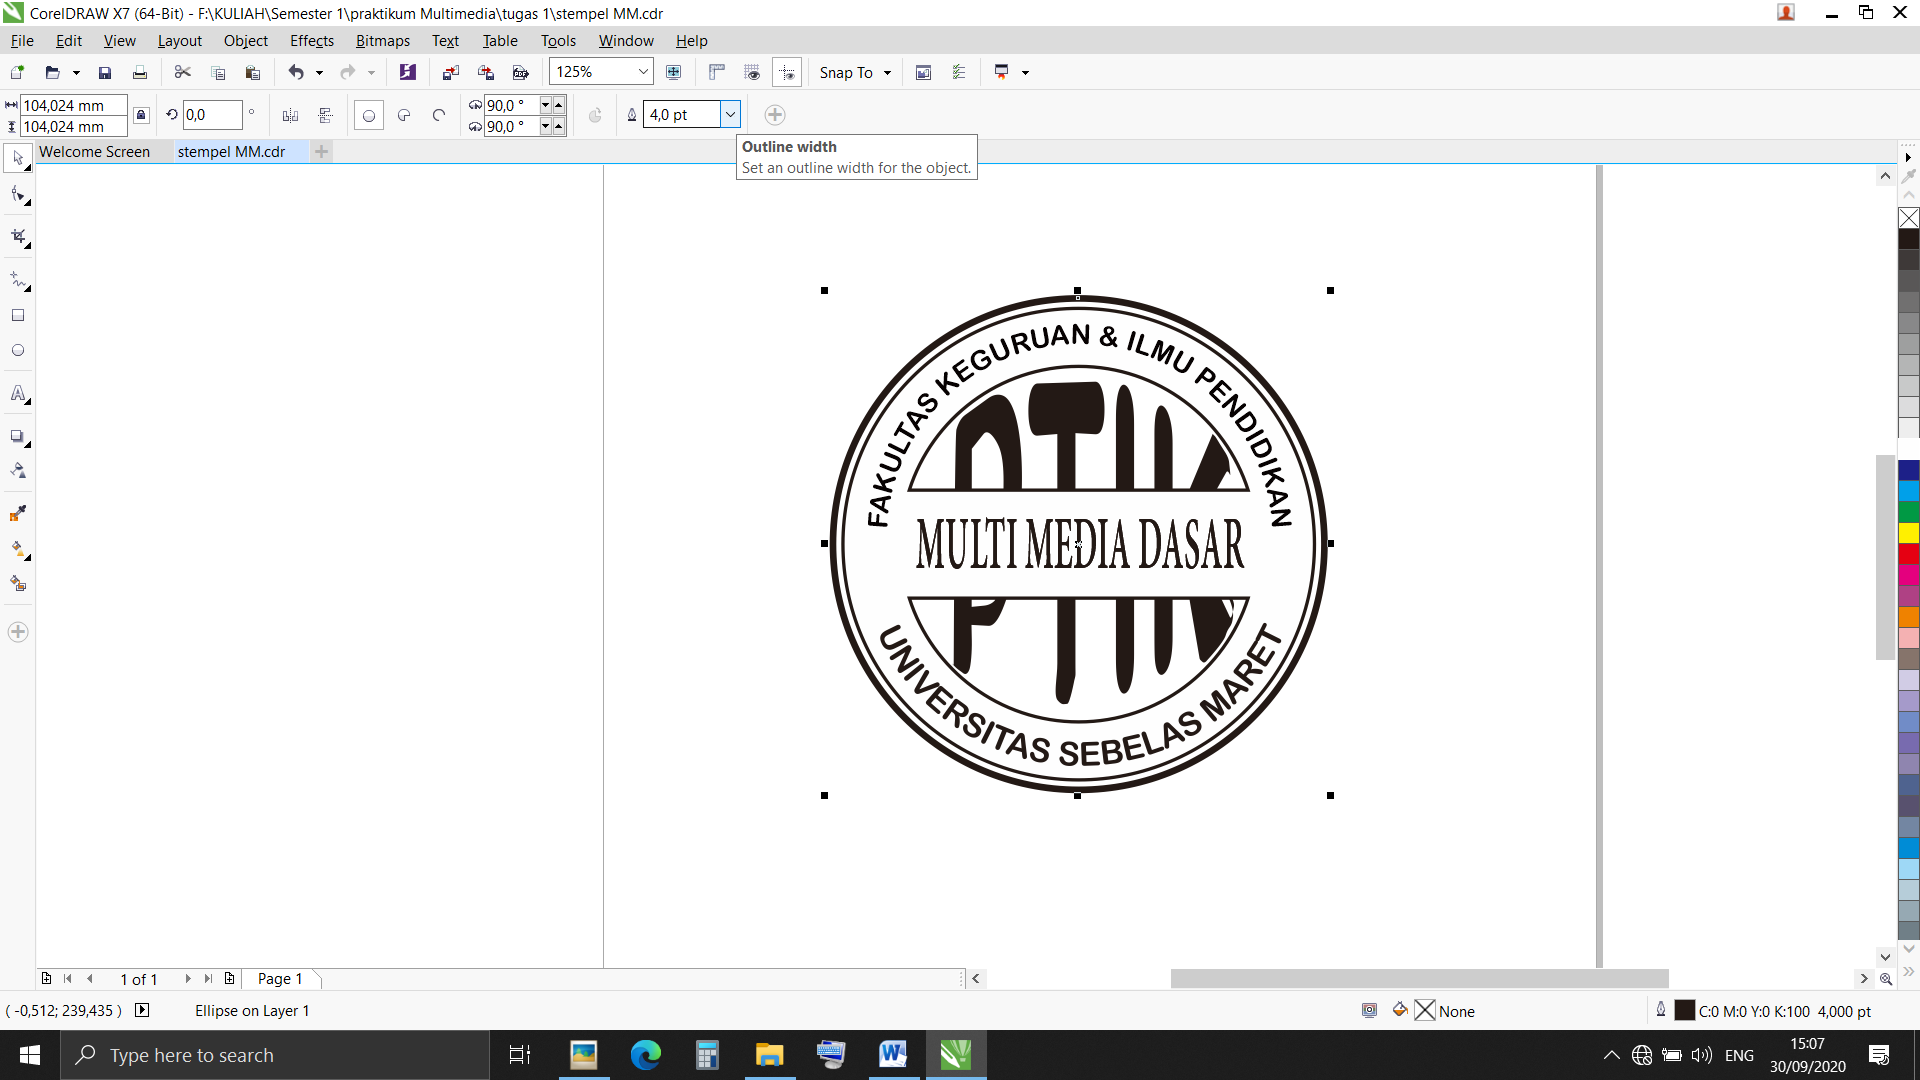 CorelDRAW X7 (64-Bit) - F:\KULIAH\Semester 1\praktikum Multimedia\tugas 1\stempel MM.cdr
File Edit View Layout Object Effects Bitmaps Text Table Tools Window Help
125% Snap To
104,024 mm 0,0 ° 90,0 ° 4,0 pt
104,024 mm 90,0 °
Welcome Screen stempel MM.cdr
Outline width
Set an outline width for the object.
FAKULTAS KEGURUAN & ILMU PENDIDIKAN
PTIK
MULTI MEDIA DASAR
UNIVERSITAS SEBELAS MARET
1 of 1 Page 1
( -0,512; 239,435 ) Ellipse on Layer 1 None C:0 M:0 Y:0 K:100 4,000 pt
Type here to search ENG 15:07
30/09/2020